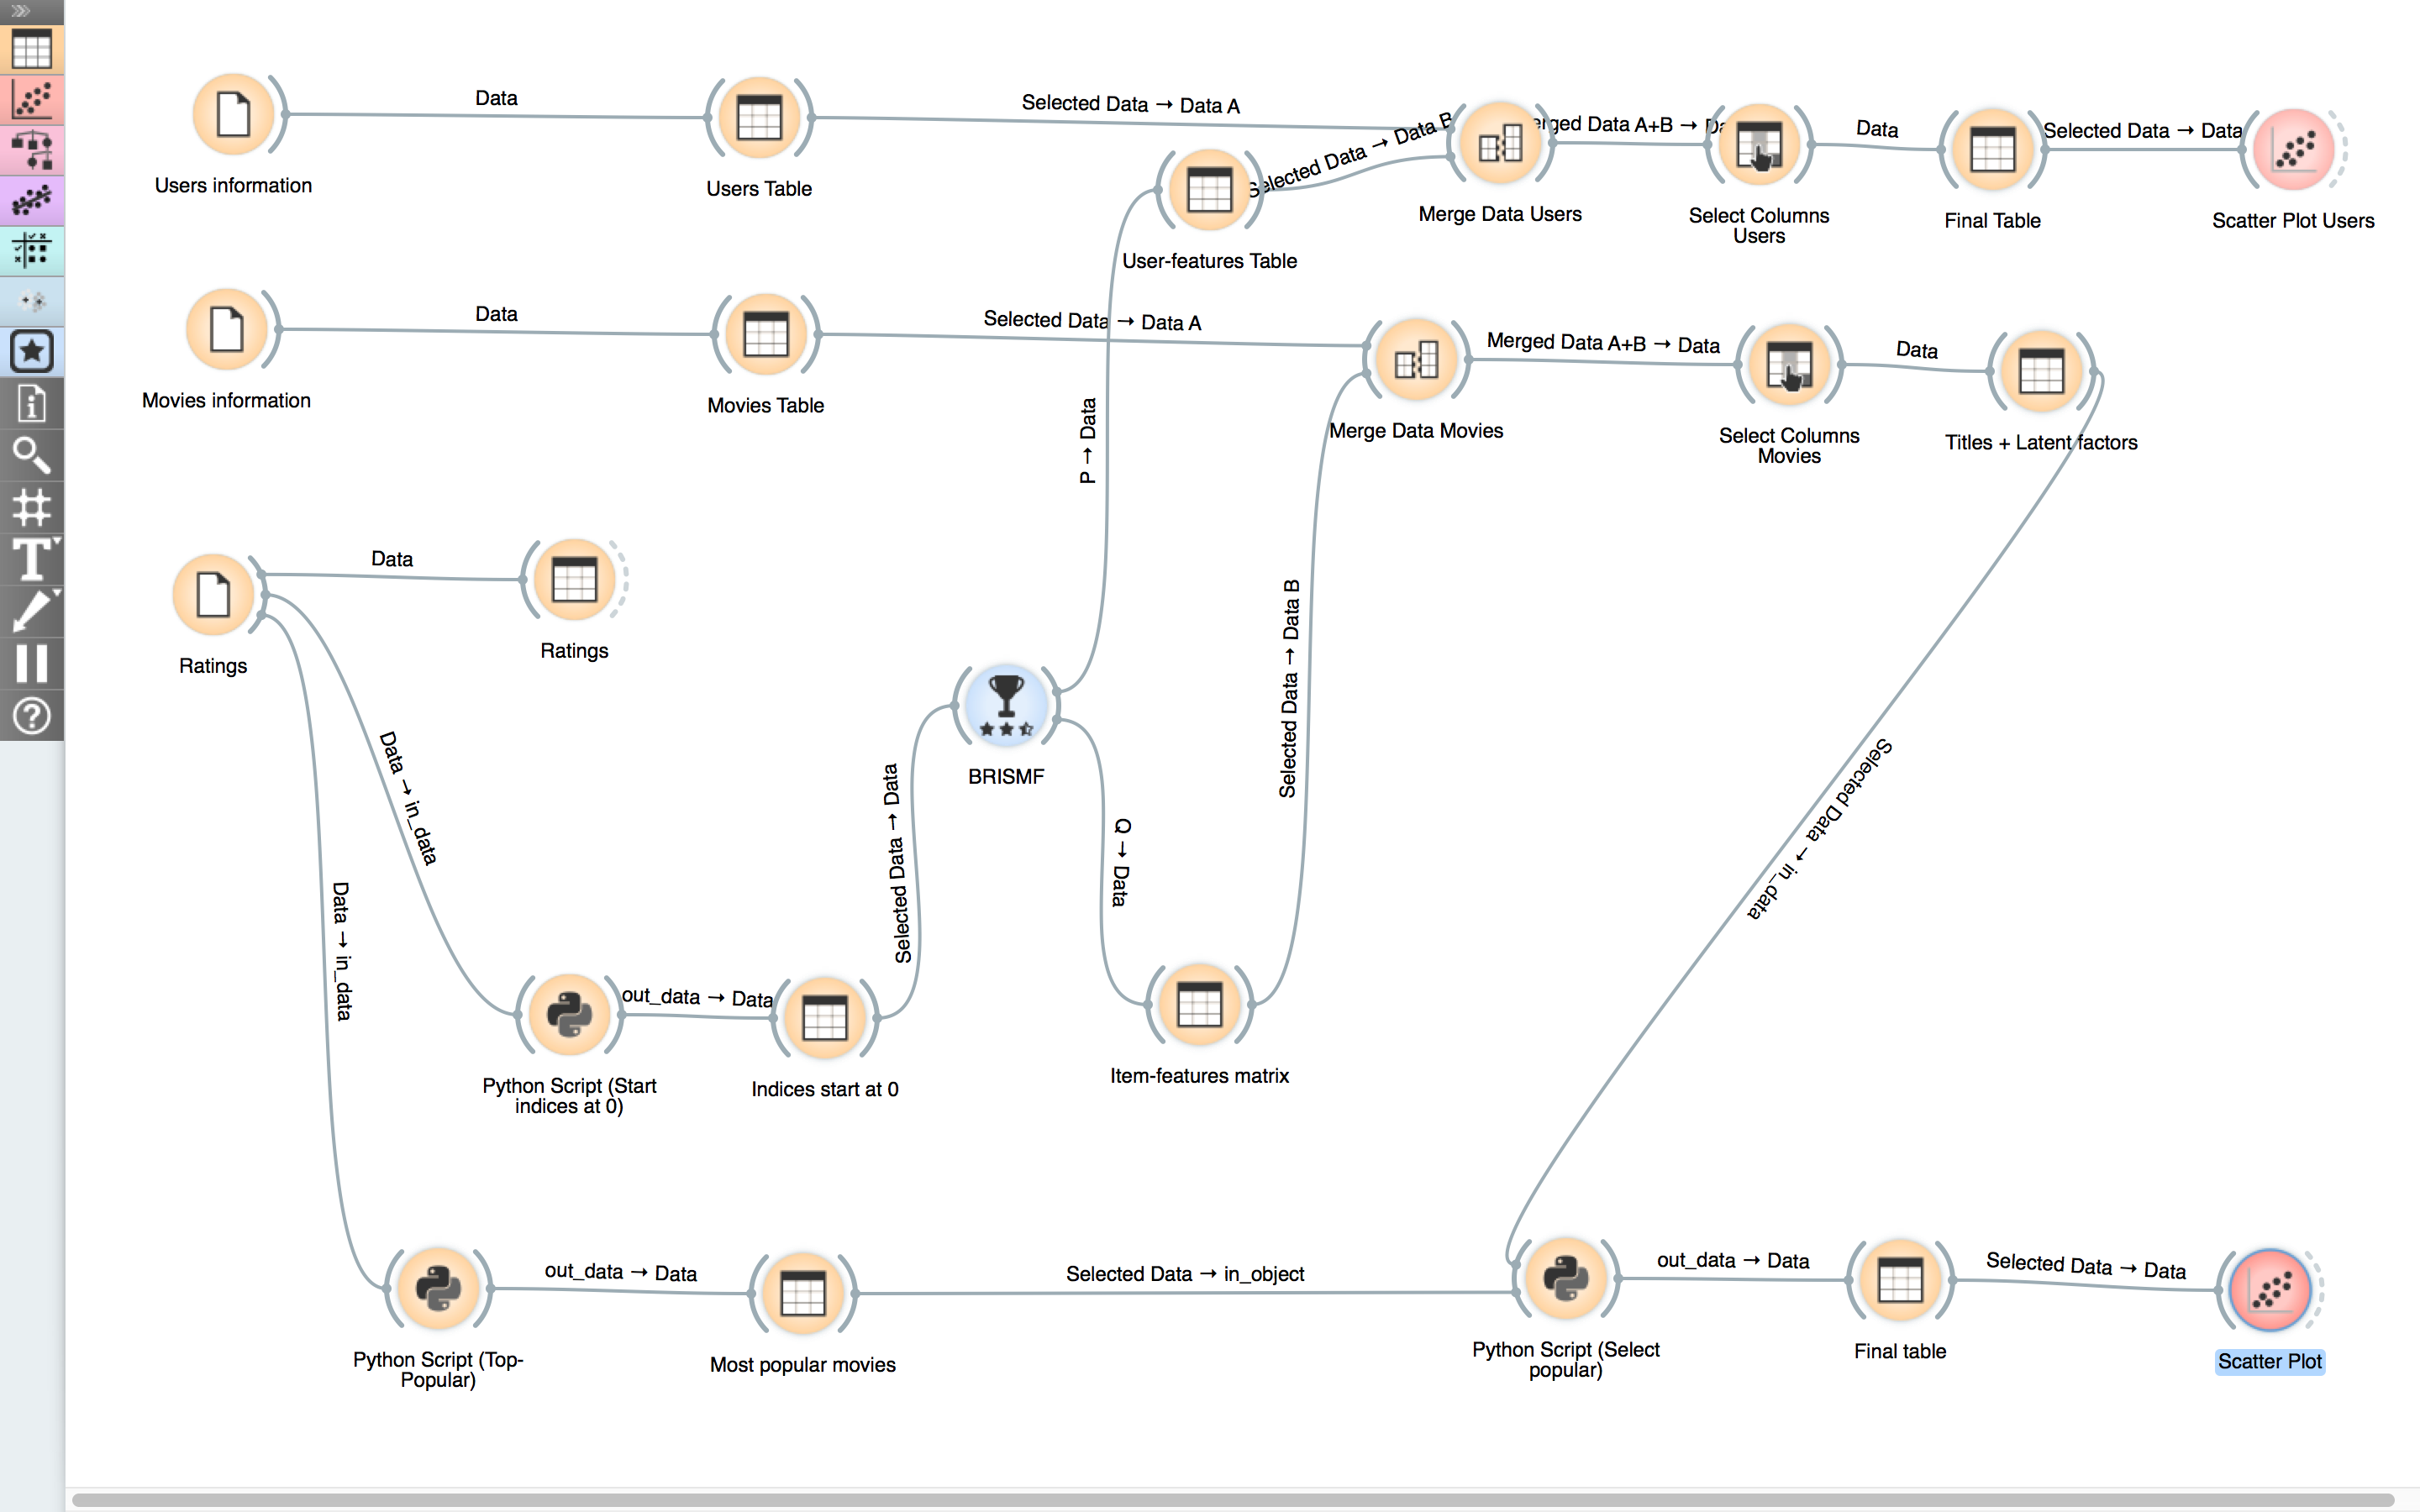 Data
Selected Data → Data A
Selected Data → Data B
Data
Selected Data → Data
Users information
Users Table
User-features Table
Merge Data Users
Select Columns
Users
Final Table
Scatter Plot Users
Data
Selected Data → Data A
Merged Data A+B → Data
Data
Movies information
Movies Table
Merge Data Movies
Select Columns
Movies
Titles + Latent factors
P → Data
Data
Ratings
Ratings
Selected Data → Data B
BRISMF
Data → in_data
Data → in_data
Selected Data → Data
Q → Data
Selected Data → in_data
out_data → Data
Python Script (Start
indices at 0)
Indices start at 0
Item-features matrix
out_data → Data
Selected Data → in_object
out_data → Data
Selected Data → Data
Python Script (Top-
Popular)
Most popular movies
Python Script (Select
popular)
Final table
Scatter Plot